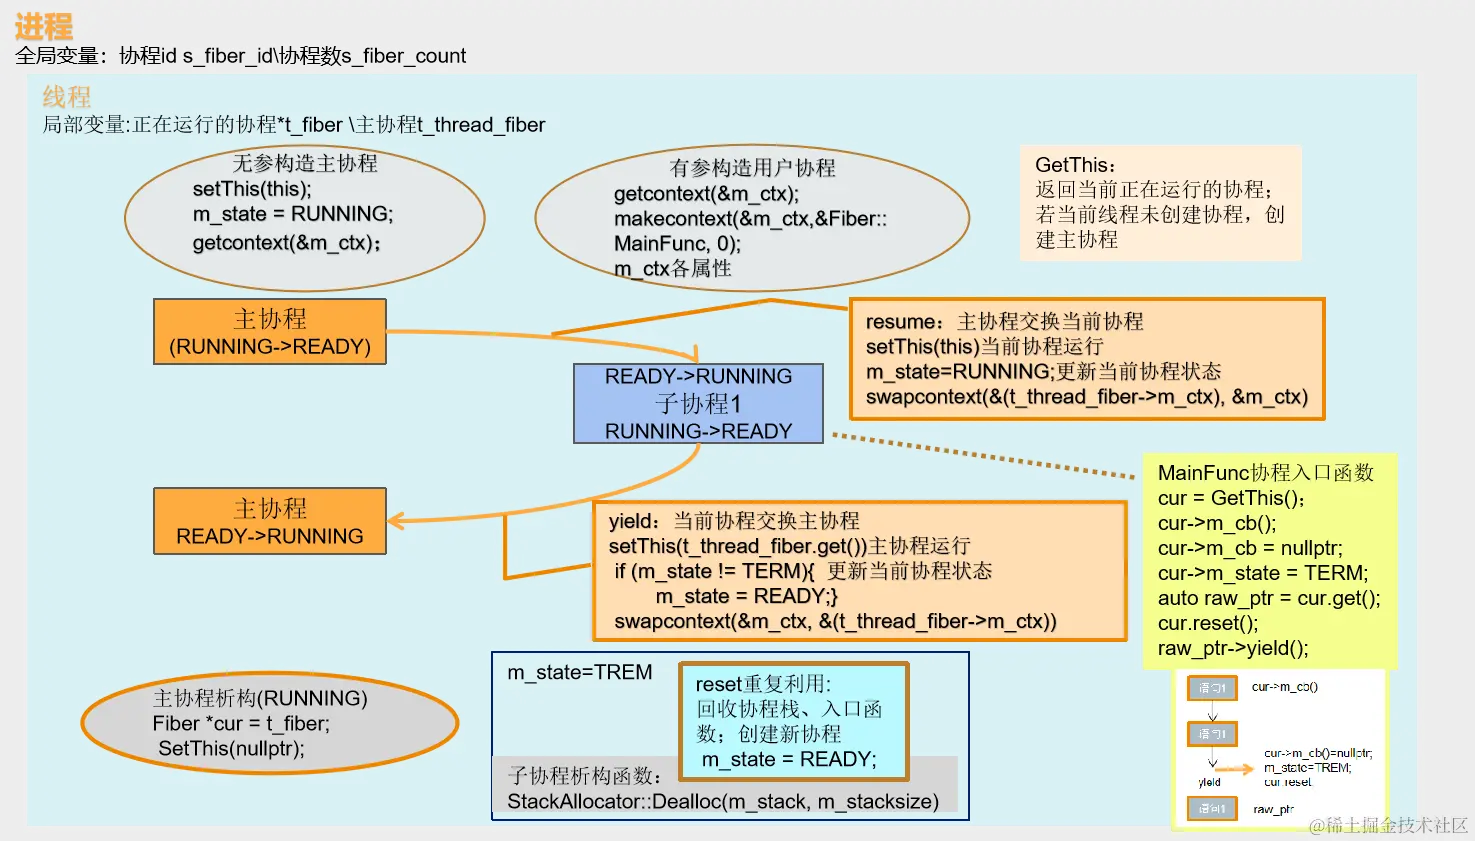 进程
全局变量：协程id s_fiber_id\协程数s_fiber_count
线程
局部变量:正在运行的协程*t_fiber \主协程t_thread_fiber
无参构造主协程
setThis(this);
m_state = RUNNING;
getcontext(&m_ctx);
有参构造用户协程
getcontext(&m_ctx);
makecontext(&m_ctx,&Fiber::
MainFunc, 0);
m_ctx各属性
GetThis：
返回当前正在运行的协程；
若当前线程未创建协程，创
建主协程
主协程
(RUNNING->READY)
resume：主协程交换当前协程
setThis(this)当前协程运行
m_state=RUNNING;更新当前协程状态
swapcontext(&(t_thread_fiber->m_ctx), &m_ctx)
READY->RUNNING
子协程1
RUNNING->READY
主协程
READY->RUNNING
yield：当前协程交换主协程
setThis(t_thread_fiber.get())主协程运行
if (m_state != TERM){ 更新当前协程状态
m_state = READY;}
swapcontext(&m_ctx, &(t_thread_fiber->m_ctx))
MainFunc协程入口函数
cur = GetThis();
cur->m_cb();
cur->m_cb = nullptr;
cur->m_state = TERM;
auto raw_ptr = cur.get();
cur.reset();
raw_ptr->yield();
主协程析构(RUNNING)
Fiber *cur = t_fiber;
SetThis(nullptr);
m_state=TREM
reset重复利用:
回收协程栈、入口函
数；创建新协程
m_state = READY;
子协程析构函数：
StackAllocator::Dealloc(m_stack, m_stacksize)
语句1
cur->m_cb()
语句1
cur->m_cb()=nullptr;
m_state=TREM;
cur.reset;
yield
语句1
raw_ptr
@稀土掘金技术社区